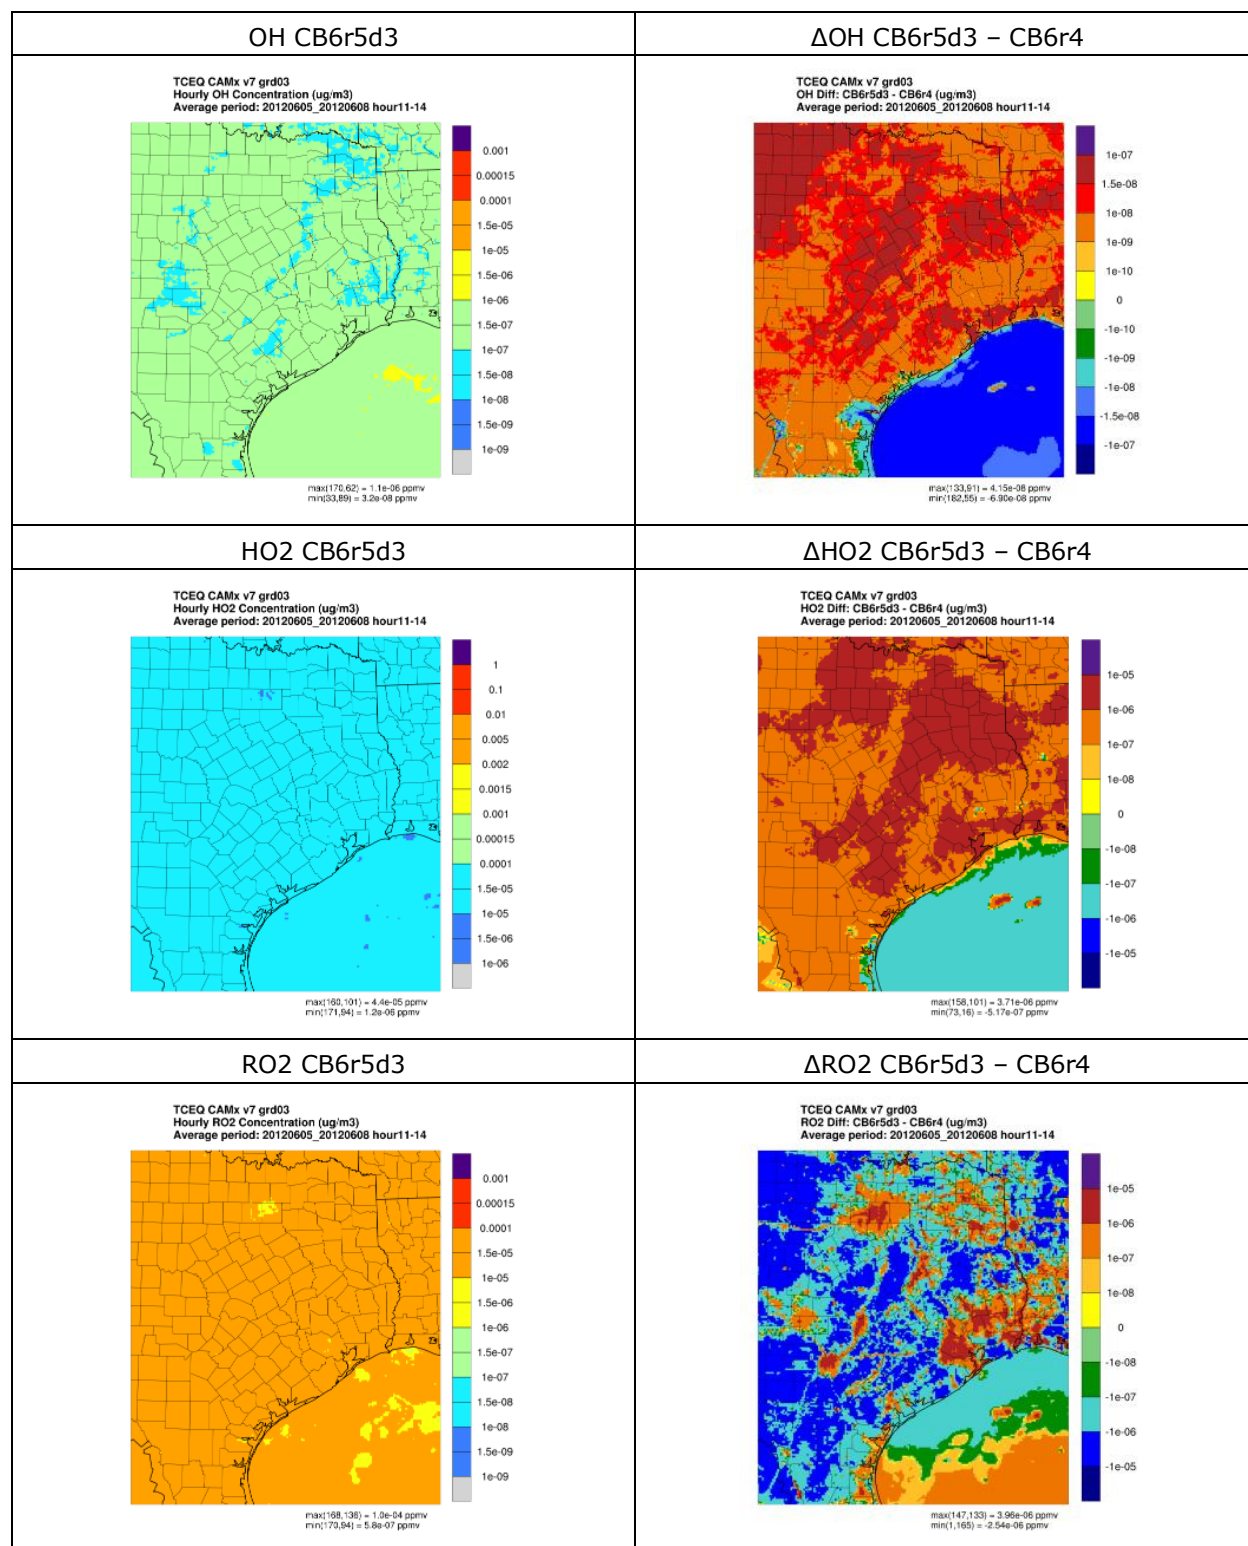 OH CB6r5d3
ΔOH CB6r5d3 – CB6r4
TCEQ CAMx v7 grd03
Hourly OH Concentration (ug/m3)
Average period: 20120605_20120608 hour11-14
0.001
0.00015
0.0001
1.5e-05
1e-05
1.5e-06
1e-06
1.5e-07
1e-07
1.5e-08
1e-08
1.5e-09
1e-09
max(170,62) = 1.1e-06 ppmv
min(33,89) = 3.2e-08 ppmv
TCEQ CAMx v7 grd03
OH Diff: CB6r5d3 - CB6r4 (ug/m3)
Average period: 20120605_20120608 hour11-14
1e-07
1.5e-08
1e-08
1e-09
1e-10
0
-1e-10
-1e-09
-1e-08
-1.5e-08
-1e-07
max(133,91) = 4.15e-08 ppmv
min(182,55) = -6.90e-08 ppmv
HO2 CB6r5d3
ΔHO2 CB6r5d3 – CB6r4
TCEQ CAMx v7 grd03
Hourly HO2 Concentration (ug/m3)
Average period: 20120605_20120608 hour11-14
1
0.1
0.01
0.005
0.002
0.0015
0.001
0.00015
0.0001
1.5e-05
1e-05
1.5e-06
1e-06
max(160,101) = 4.4e-05 ppmv
min(171,94) = 1.2e-06 ppmv
TCEQ CAMx v7 grd03
HO2 Diff: CB6r5d3 - CB6r4 (ug/m3)
Average period: 20120605_20120608 hour11-14
1e-05
1e-06
1e-07
1e-08
0
-1e-08
-1e-07
-1e-06
-1e-05
max(158,101) = 3.71e-06 ppmv
min(73,16) = -5.17e-07 ppmv
RO2 CB6r5d3
ΔRO2 CB6r5d3 – CB6r4
TCEQ CAMx v7 grd03
Hourly RO2 Concentration (ug/m3)
Average period: 20120605_20120608 hour11-14
0.001
0.00015
0.0001
1.5e-05
1e-05
1.5e-06
1e-06
1.5e-07
1e-07
1.5e-08
1e-08
1.5e-09
1e-09
max(168,136) = 1.0e-04 ppmv
min(170,94) = 5.8e-07 ppmv
TCEQ CAMx v7 grd03
RO2 Diff: CB6r5d3 - CB6r4 (ug/m3)
Average period: 20120605_20120608 hour11-14
1e-05
1e-06
1e-07
1e-08
0
-1e-08
-1e-07
-1e-06
-1e-05
max(147,133) = 3.96e-06 ppmv
min(1,165) = -2.54e-06 ppmv